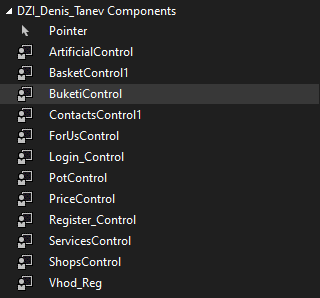 DZI_Denis_Tanev Components
Pointer
ArtificialControl
BasketControl1
BuketiControl
ContactsControl1
ForUsControl
Login_Control
PotControl
PriceControl
Register_Control
ServicesControl
ShopsControl
Vhod_Reg